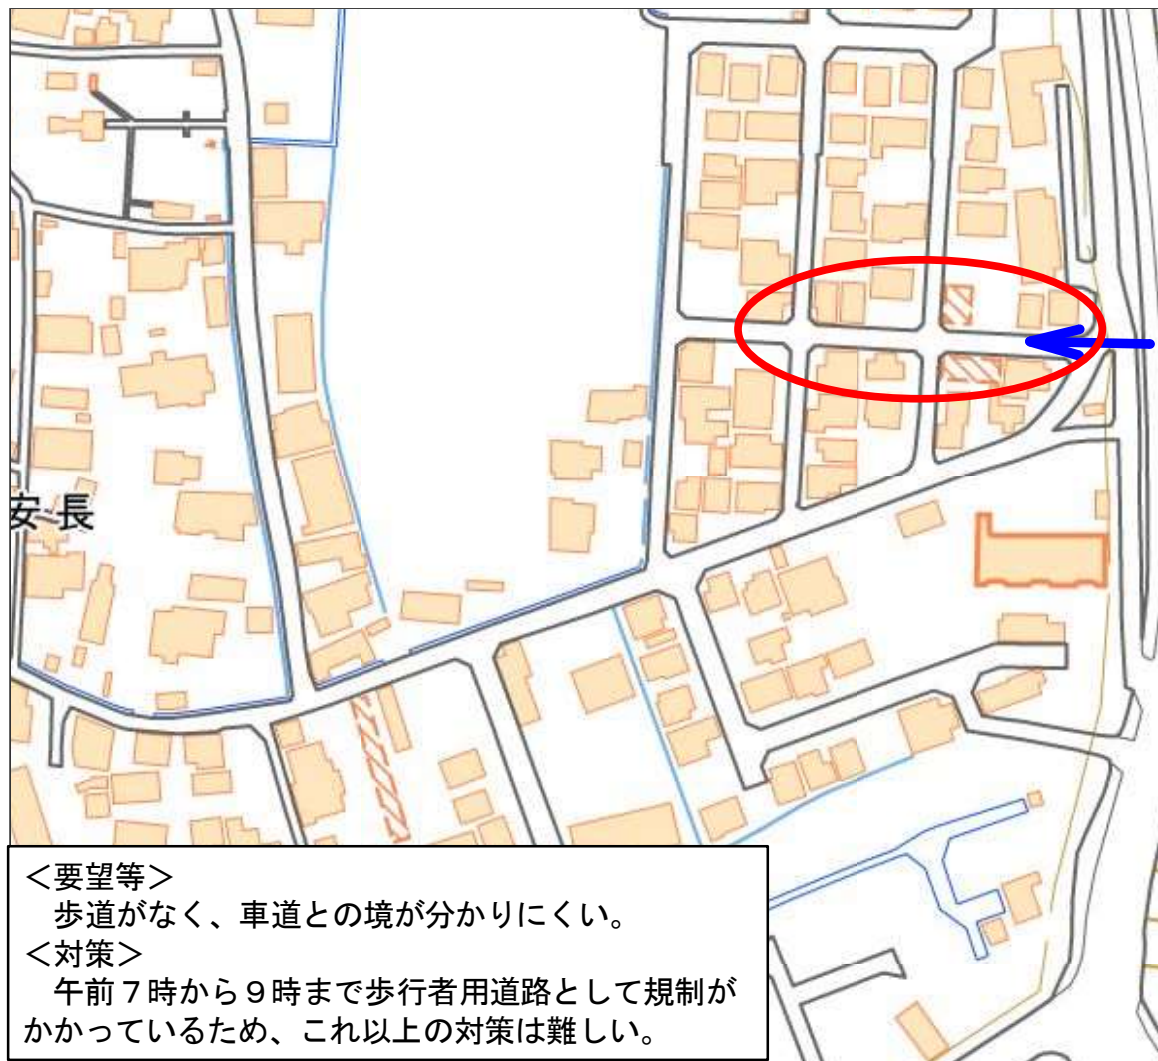 安長
＜要望等＞
　歩道がなく、車道との境が分かりにくい。
＜対策＞
　午前７時から９時まで歩行者用道路として規制が
かかっているため、これ以上の対策は難しい。